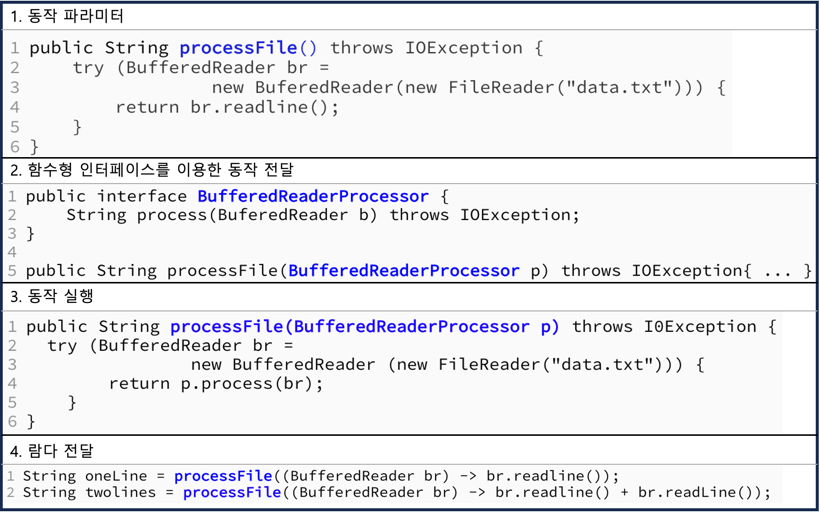 1. 동작 파라미터
1 public String processFile() throws IOException {
2 try (BufferedReader br =
3 new BuferedReader(new FileReader("data.txt"))) {
4 return br.readline();
5 }
6 }
2. 함수형 인터페이스를 이용한 동작 전달
1 public interface BufferedReaderProcessor {
2 String process(BuferedReader b) throws IOException;
3 }
4
5 public String processFile(BufferedReaderProcessor p) throws IOException{ ... }
3. 동작 실행
1 public String processFile(BufferedReaderProcessor p) throws I0Exception {
2 try (BufferedReader br =
3 new BufferedReader (new FileReader("data.txt"))) {
4 return p.process(br);
5 }
6 }
4. 람다 전달
1 String oneLine = processFile((BufferedReader br) -> br.readline());
2 String twolines = processFile((BufferedReader br) -> br.readline() + br.readLine());